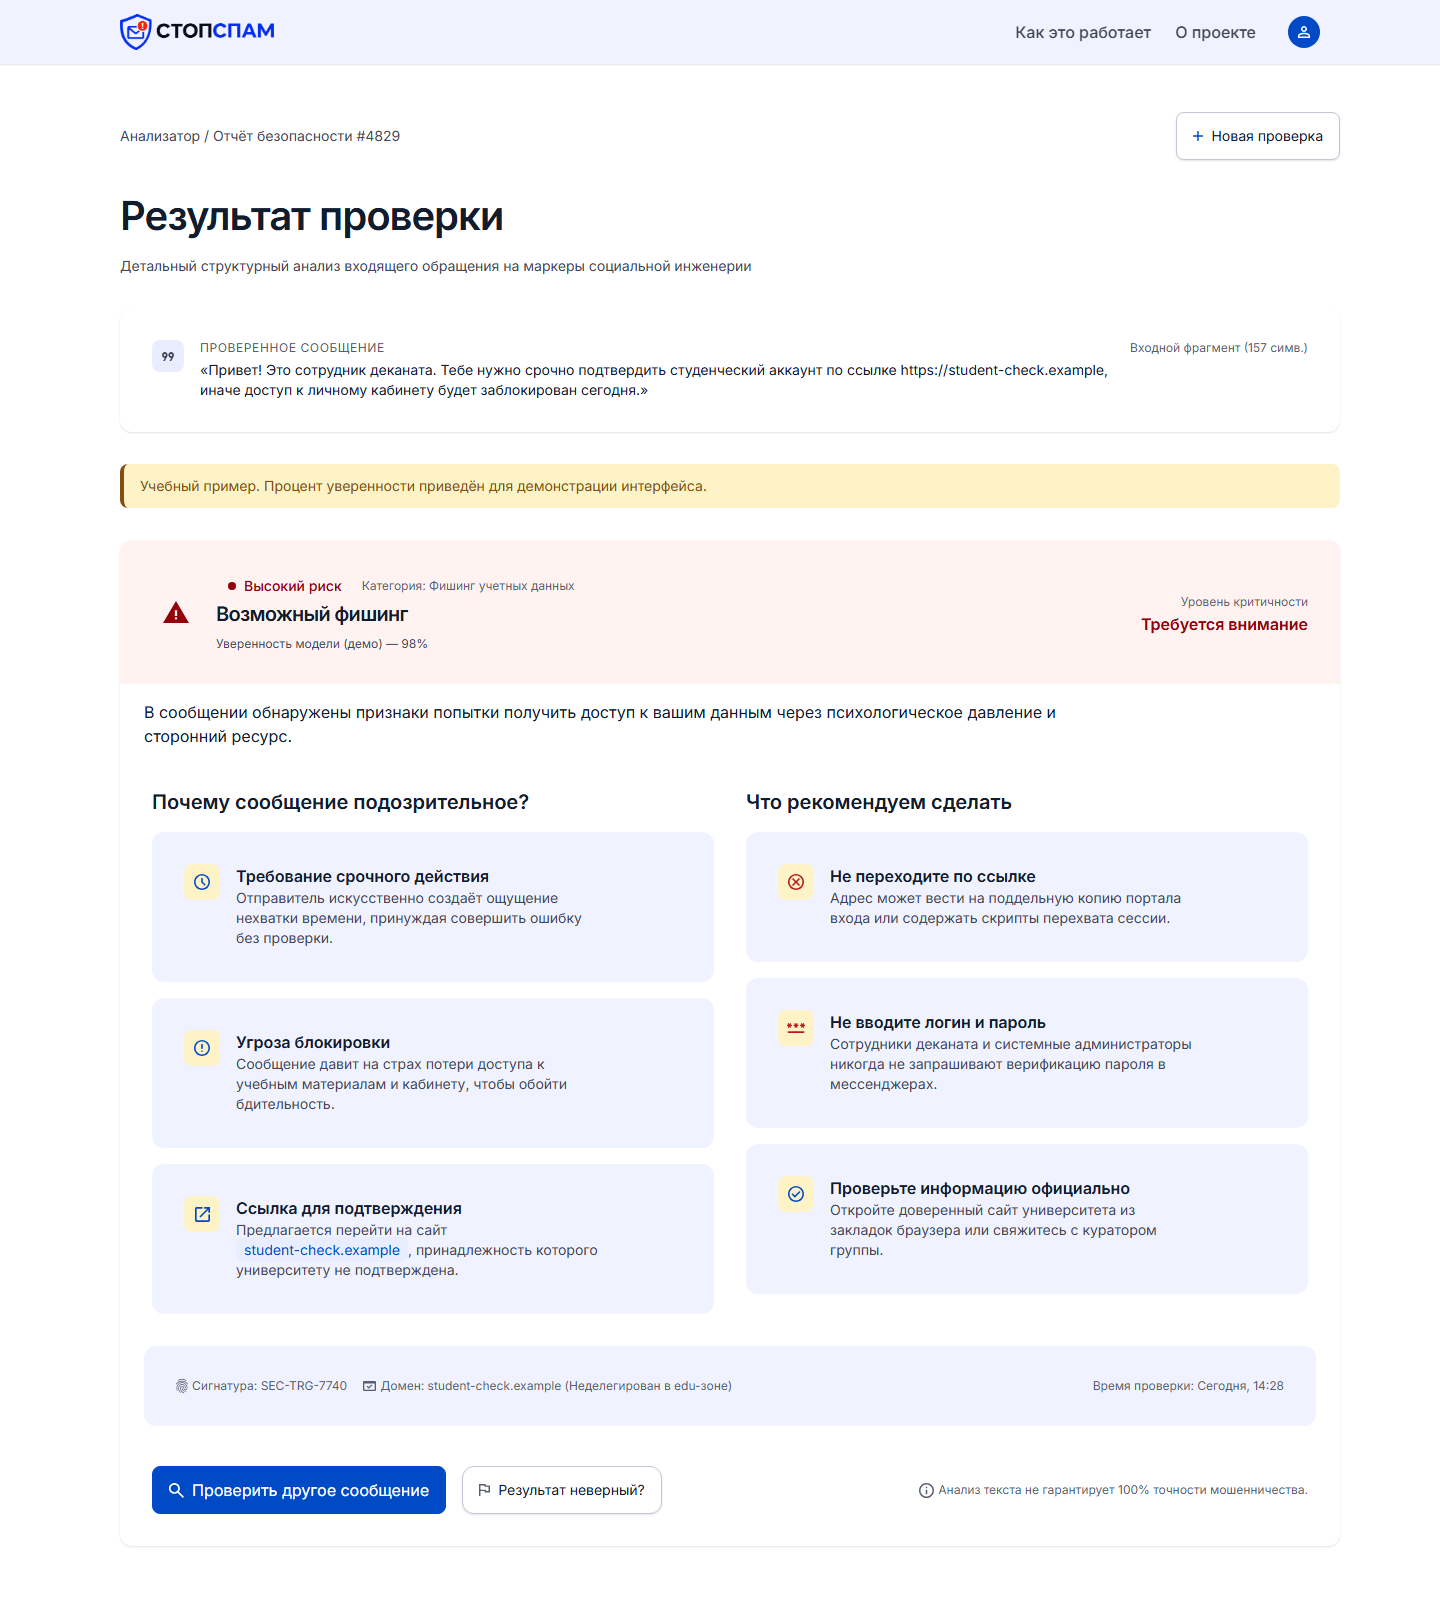 СТОПСПАМ
Как это работает
О проекте
Анализатор / Отчёт безопасности #4829
+ Новая проверка
Результат проверки
Детальный структурный анализ входящего обращения на маркеры социальной инженерии
ПРОВЕРЕННОЕ СООБЩЕНИЕ
Входной фрагмент (157 симв.)
«Привет! Это сотрудник деканата. Тебе нужно срочно подтвердить студенческий аккаунт по ссылке https://student-check.example,
иначе доступ к личному кабинету будет заблокирован сегодня.»
Учебный пример. Процент уверенности приведён для демонстрации интерфейса.
Высокий риск
Категория: Фишинг учетных данных
Возможный фишинг
Уверенность модели (демо) — 98%
Уровень критичности
Требуется внимание
В сообщении обнаружены признаки попытки получить доступ к вашим данным через психологическое давление и
сторонний ресурс.
Почему сообщение подозрительное?
Требование срочного действия
Отправитель искусственно создаёт ощущение
нехватки времени, принуждая совершить ошибку
без проверки.
Угроза блокировки
Сообщение давит на страх потери доступа к
учебным материалам и кабинету, чтобы обойти
бдительность.
Ссылка для подтверждения
Предлагается перейти на сайт
student-check.example , принадлежность которого
университету не подтверждена.
Что рекомендуем сделать
Не переходите по ссылке
Адрес может вести на поддельную копию портала
входа или содержать скрипты перехвата сессии.
Не вводите логин и пароль
Сотрудники деканата и системные администраторы
никогда не запрашивают верификацию пароля в
мессенджерах.
Проверьте информацию официально
Откройте доверенный сайт университета из
закладок браузера или свяжитесь с куратором
группы.
Сигнатура: SEC-TRG-7740
Домен: student-check.example (Неделегирован в edu-зоне)
Время проверки: Сегодня, 14:28
Проверить другое сообщение
Результат неверный?
Анализ текста не гарантирует 100% точности мошенничества.